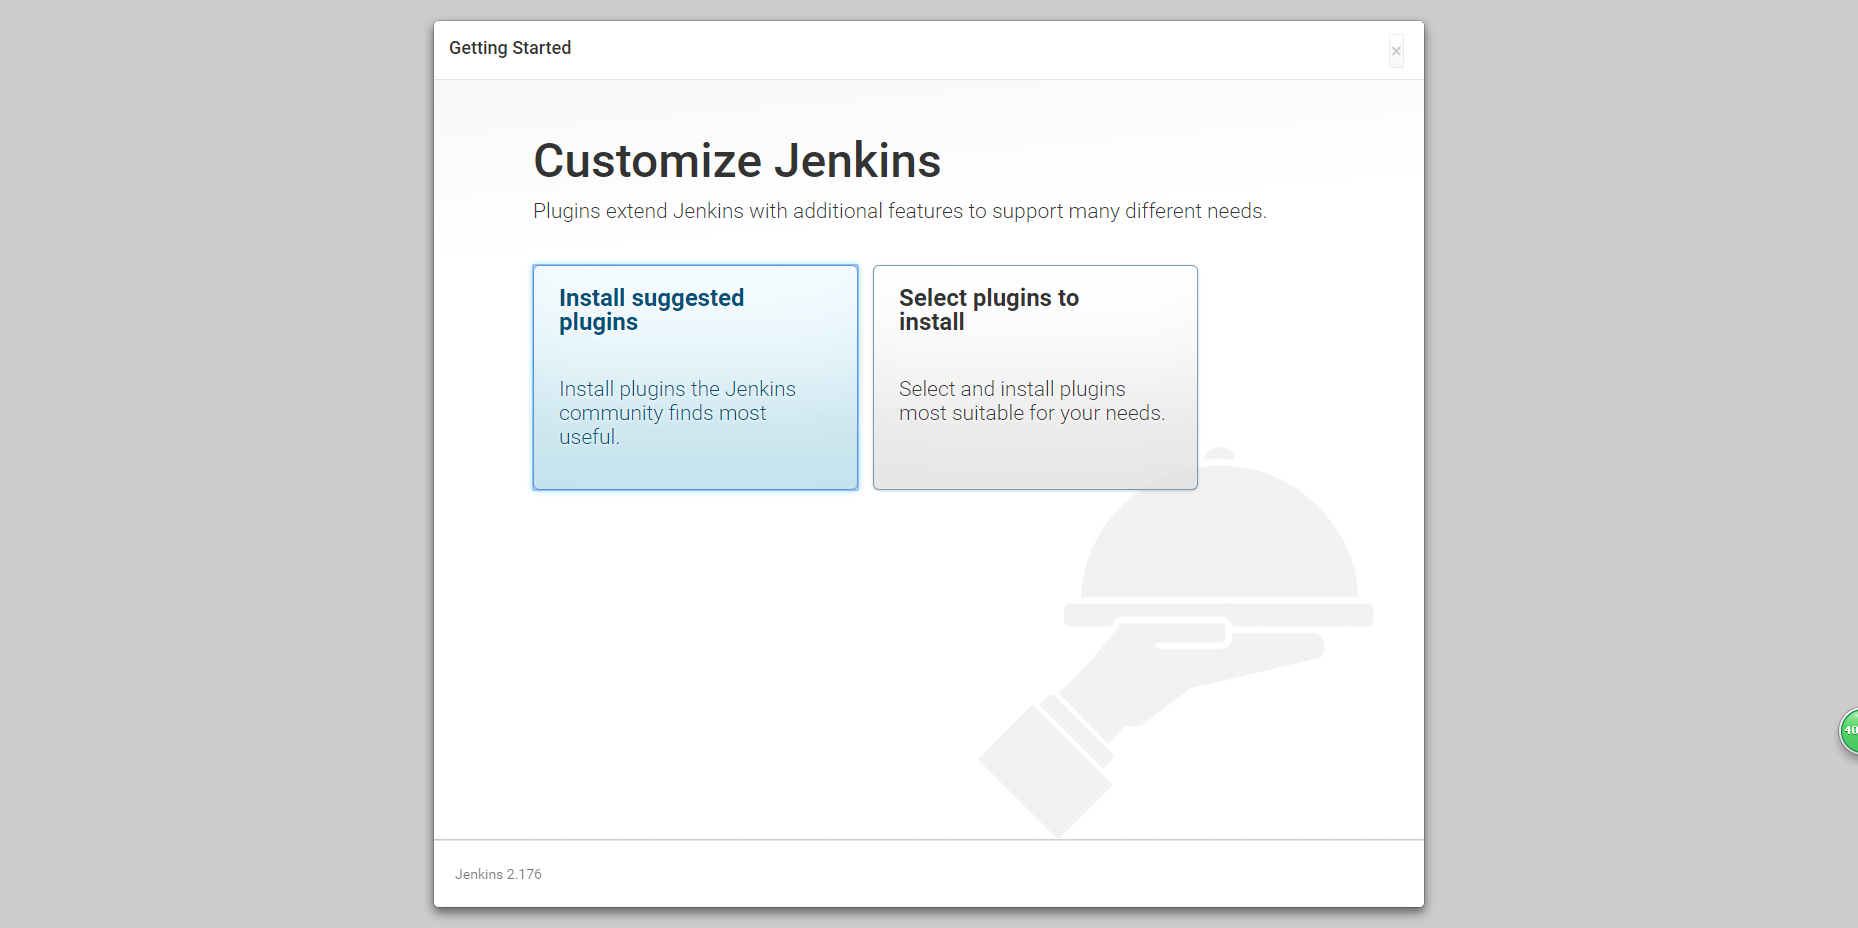 Getting Started
×
Customize Jenkins
Plugins extend Jenkins with additional features to support many different needs.
Install suggested
plugins
Install plugins the Jenkins
community finds most
useful.
Select plugins to
install
Select and install plugins
most suitable for your needs.
40
Jenkins 2.176